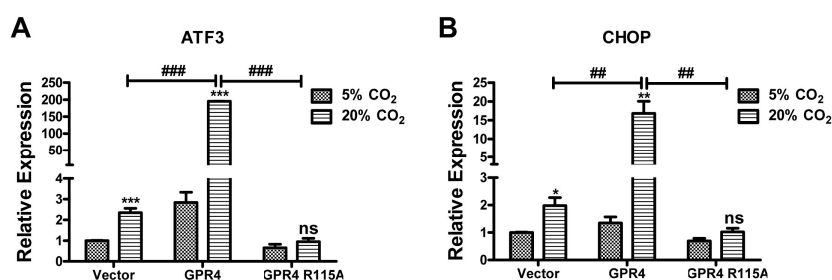 A
ATF3
### ###
Relative Expression
250
200
150
100
50
4
3
2
1
0
***
***
ns
5% CO2
20% CO2
Vector GPR4 GPR4 R115A
B
CHOP
## ##
Relative Expression
25
20
15
10
5
4
3
2
1
0
*
**
ns
5% CO2
20% CO2
Vector GPR4 GPR4 R115A